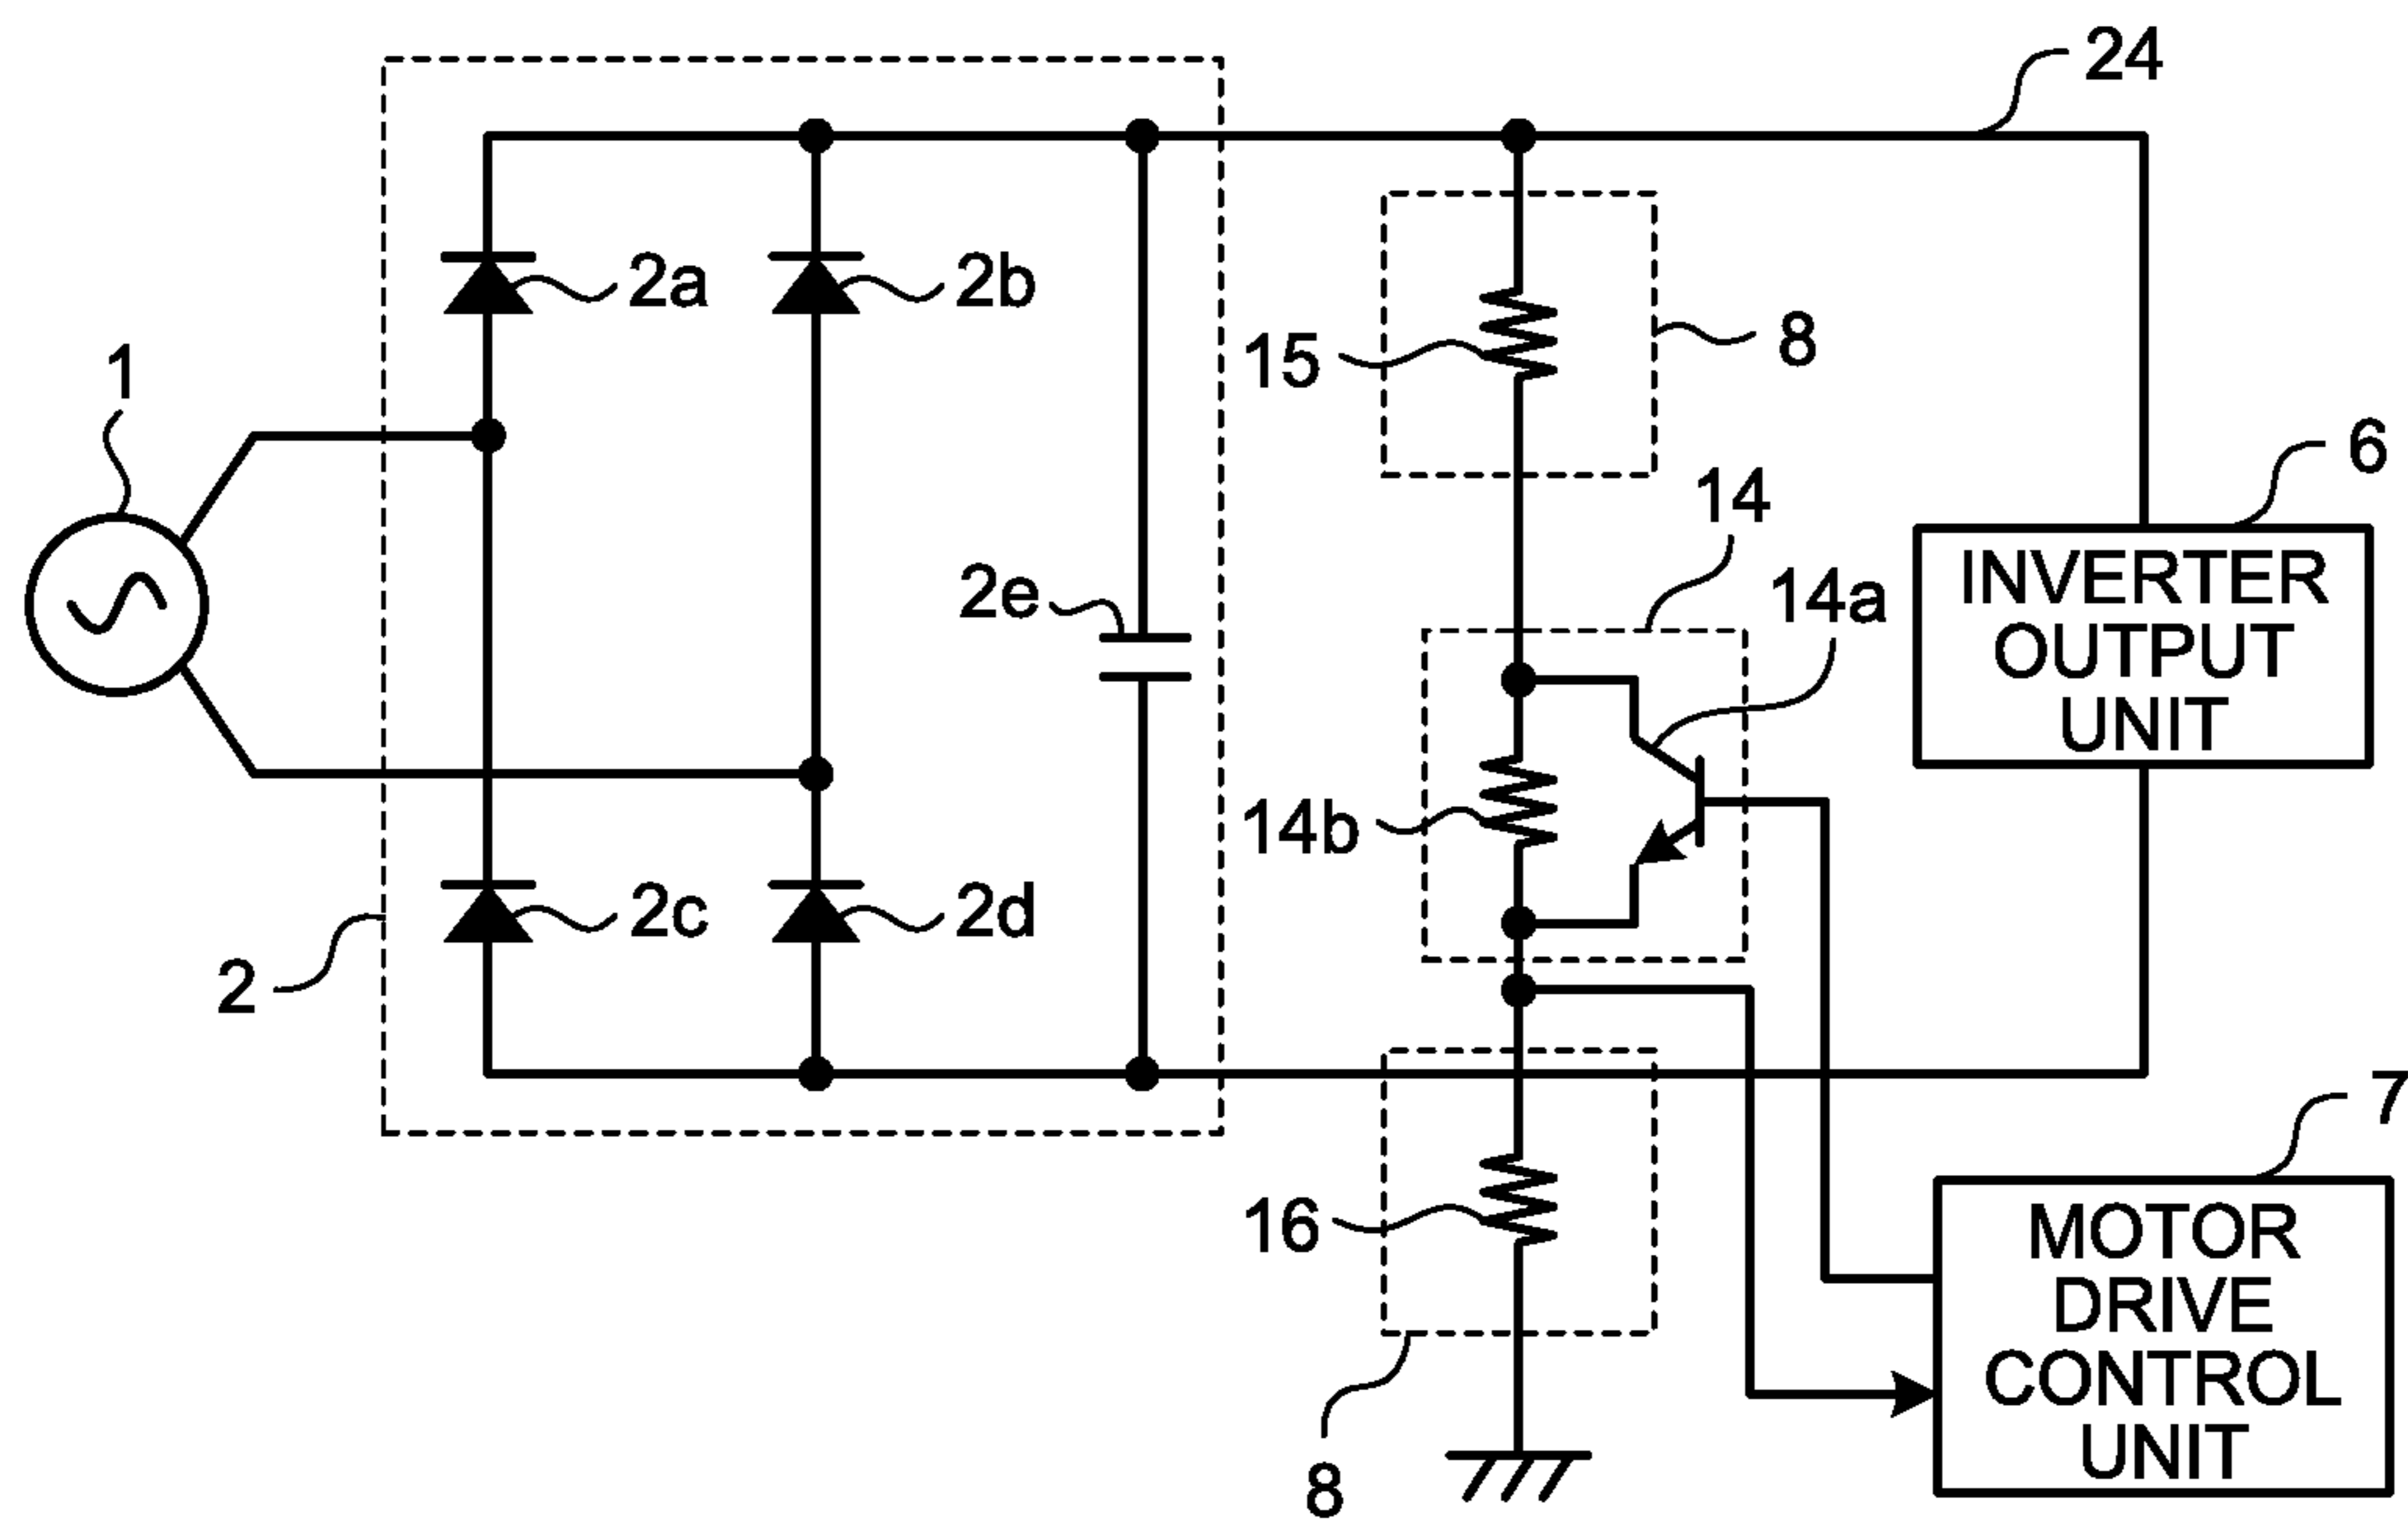 24
2a
2b
8
15
1
6
14
14a
2e
INVERTER
OUTPUT
UNIT
14b
2c
2d
2
7
16
MOTOR
DRIVE
CONTROL
UNIT
8